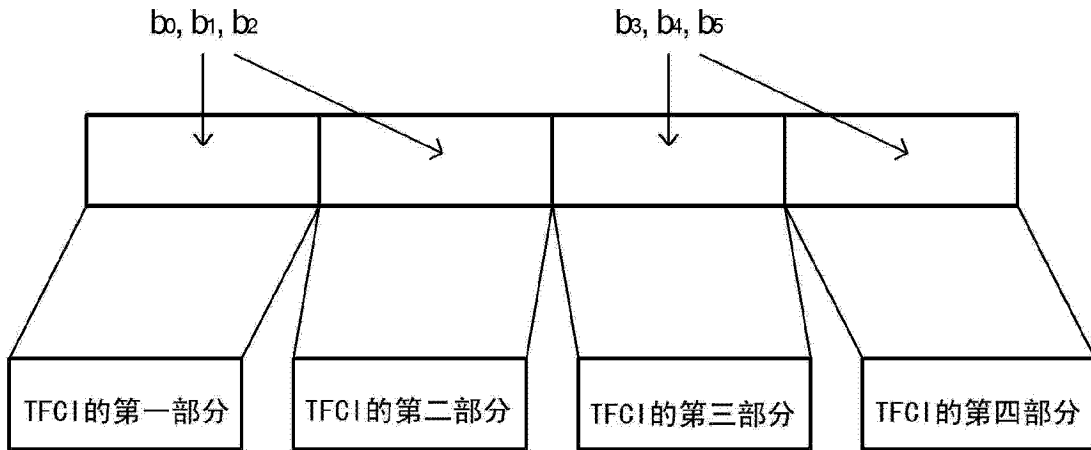 b0, b1, b2
b3, b4, b5
TFCI的第一部分
TFCI的第二部分
TFCI的第三部分
TFCI的第四部分